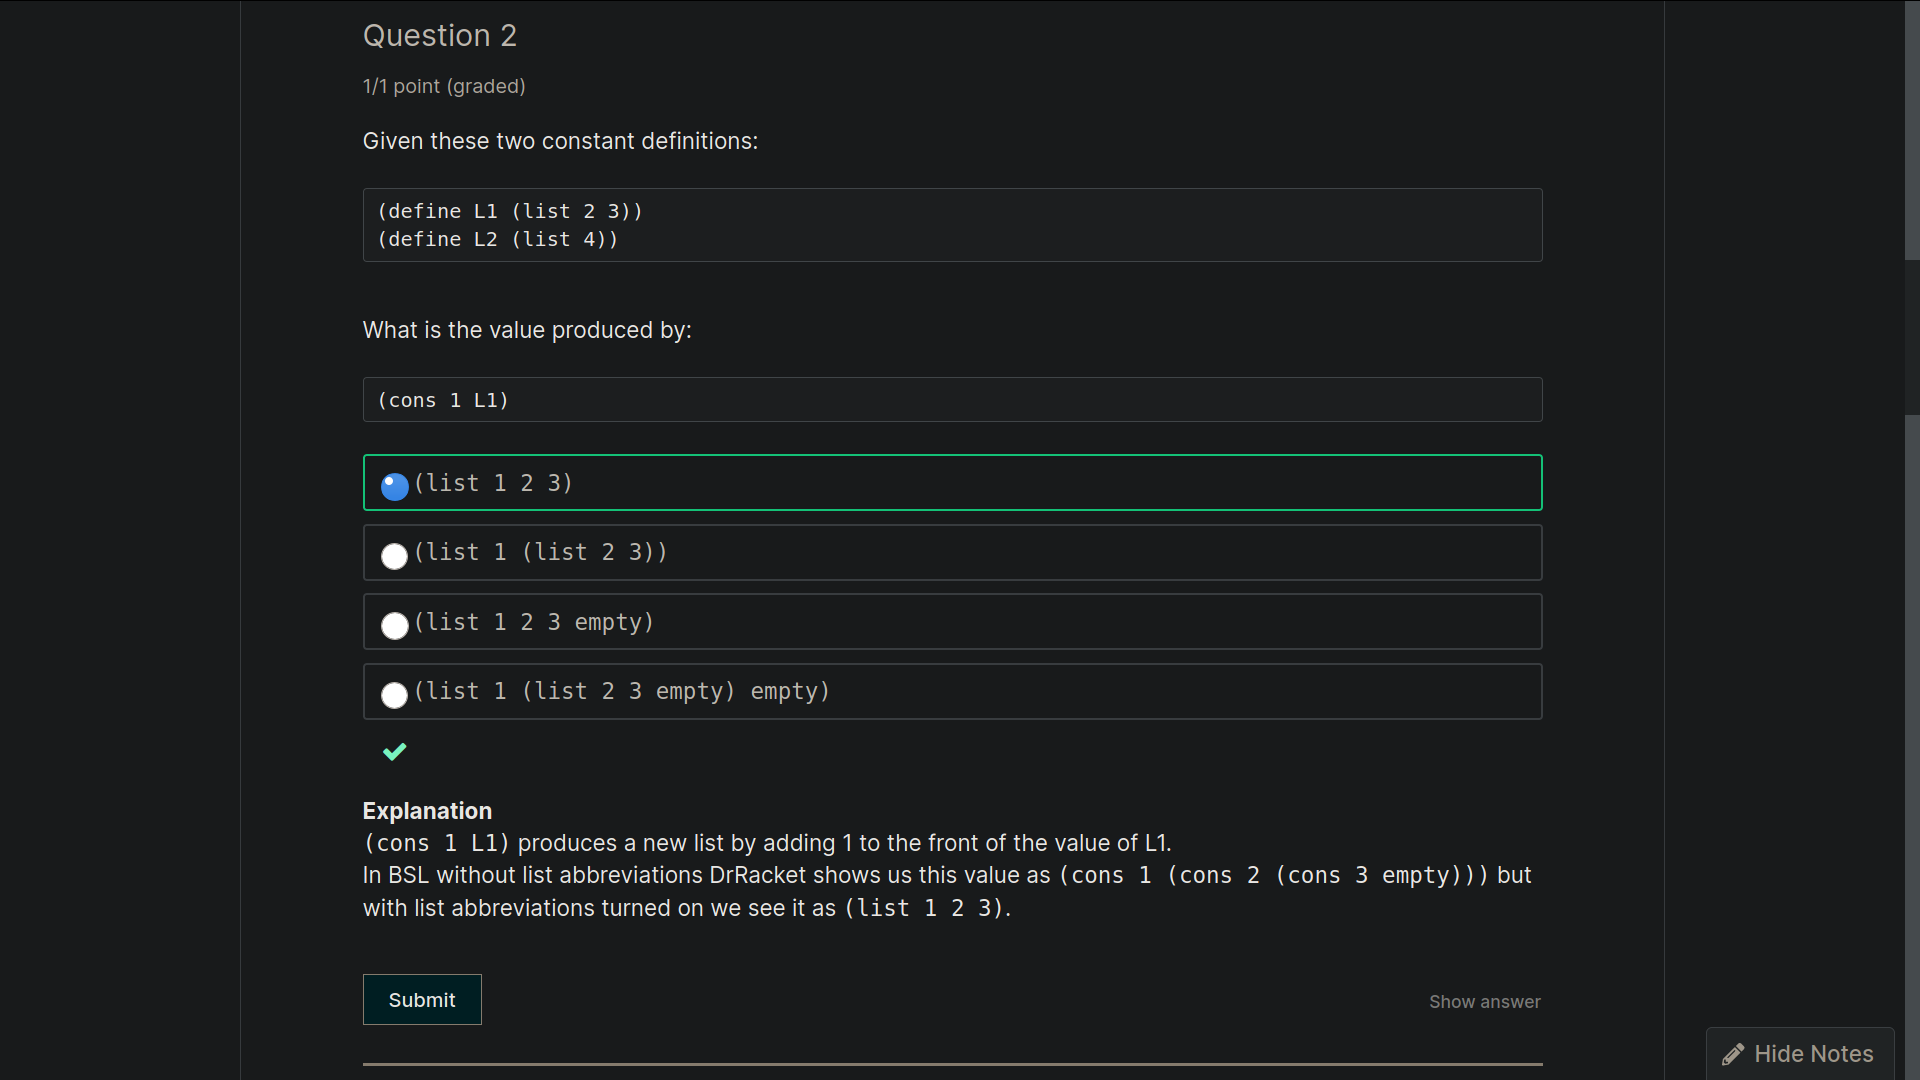 Question 2
1/1 point (graded)
Given these two constant definitions:
(define L1 (list 2 3))
(define L2 (list 4))
What is the value produced by:
(cons 1 L1)
(list 1 2 3)
(list 1 (list 2 3))
(list 1 2 3 empty)
(list 1 (list 2 3 empty) empty)
Explanation
(cons 1 L1) produces a new list by adding 1 to the front of the value of L1.
In BSL without list abbreviations DrRacket shows us this value as (cons 1 (cons 2 (cons 3 empty))) but
with list abbreviations turned on we see it as (list 1 2 3).
Submit
Show answer
Hide Notes